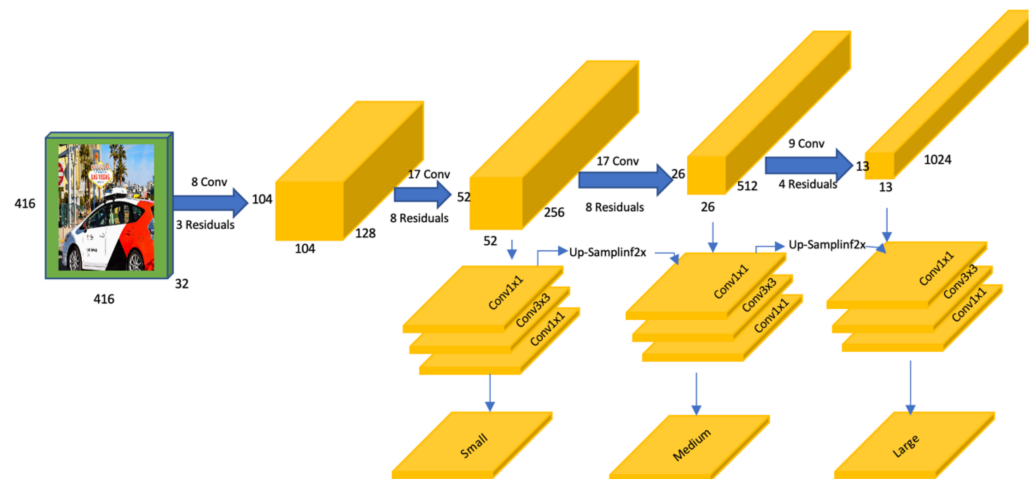 416
416
32
LAS VEGAS
8 Conv
3 Residuals
104
104
128
17 Conv
8 Residuals
52
52
256
17 Conv
8 Residuals
26
26
512
9 Conv
4 Residuals
13
13
1024
Up-Samplinf2x
Up-Samplinf2x
Conv1x1
Conv3x3
Conv1x1
Conv1x1
Conv3x3
Conv1x1
Conv1x1
Conv3x3
Conv1x1
Small
Medium
Large